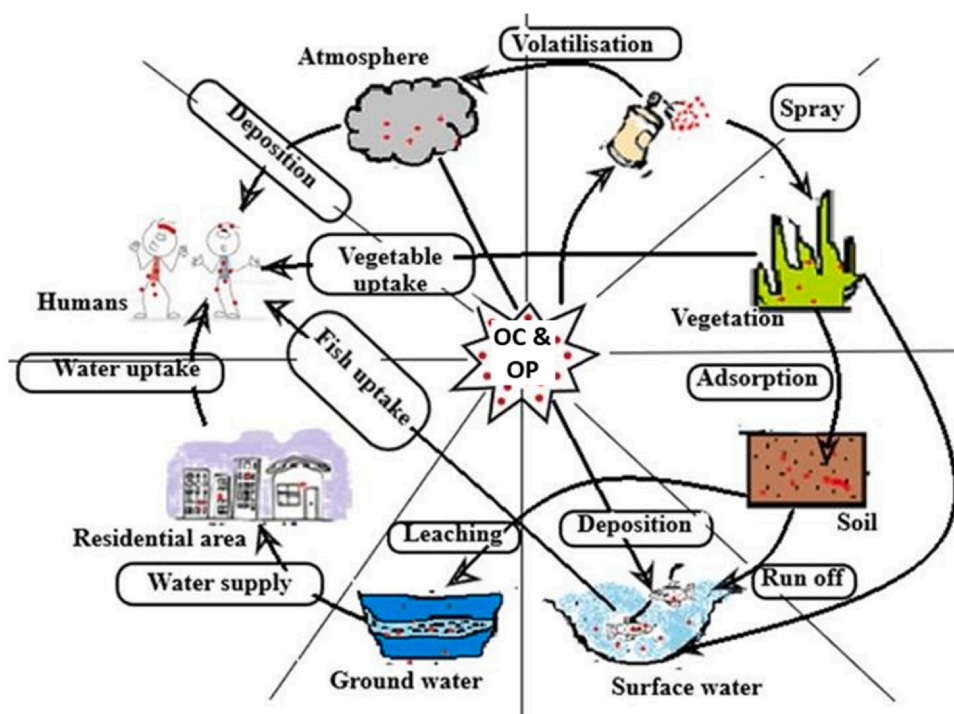 Volatilisation
Atmosphere
Spray
Deposition
Vegetable
uptake
Humans
Vegetation
OC &
OP
Fish uptake
Water uptake
Adsorption
Residential area
Leaching
Deposition
Soil
Water supply
Run off
Ground water
Surface water